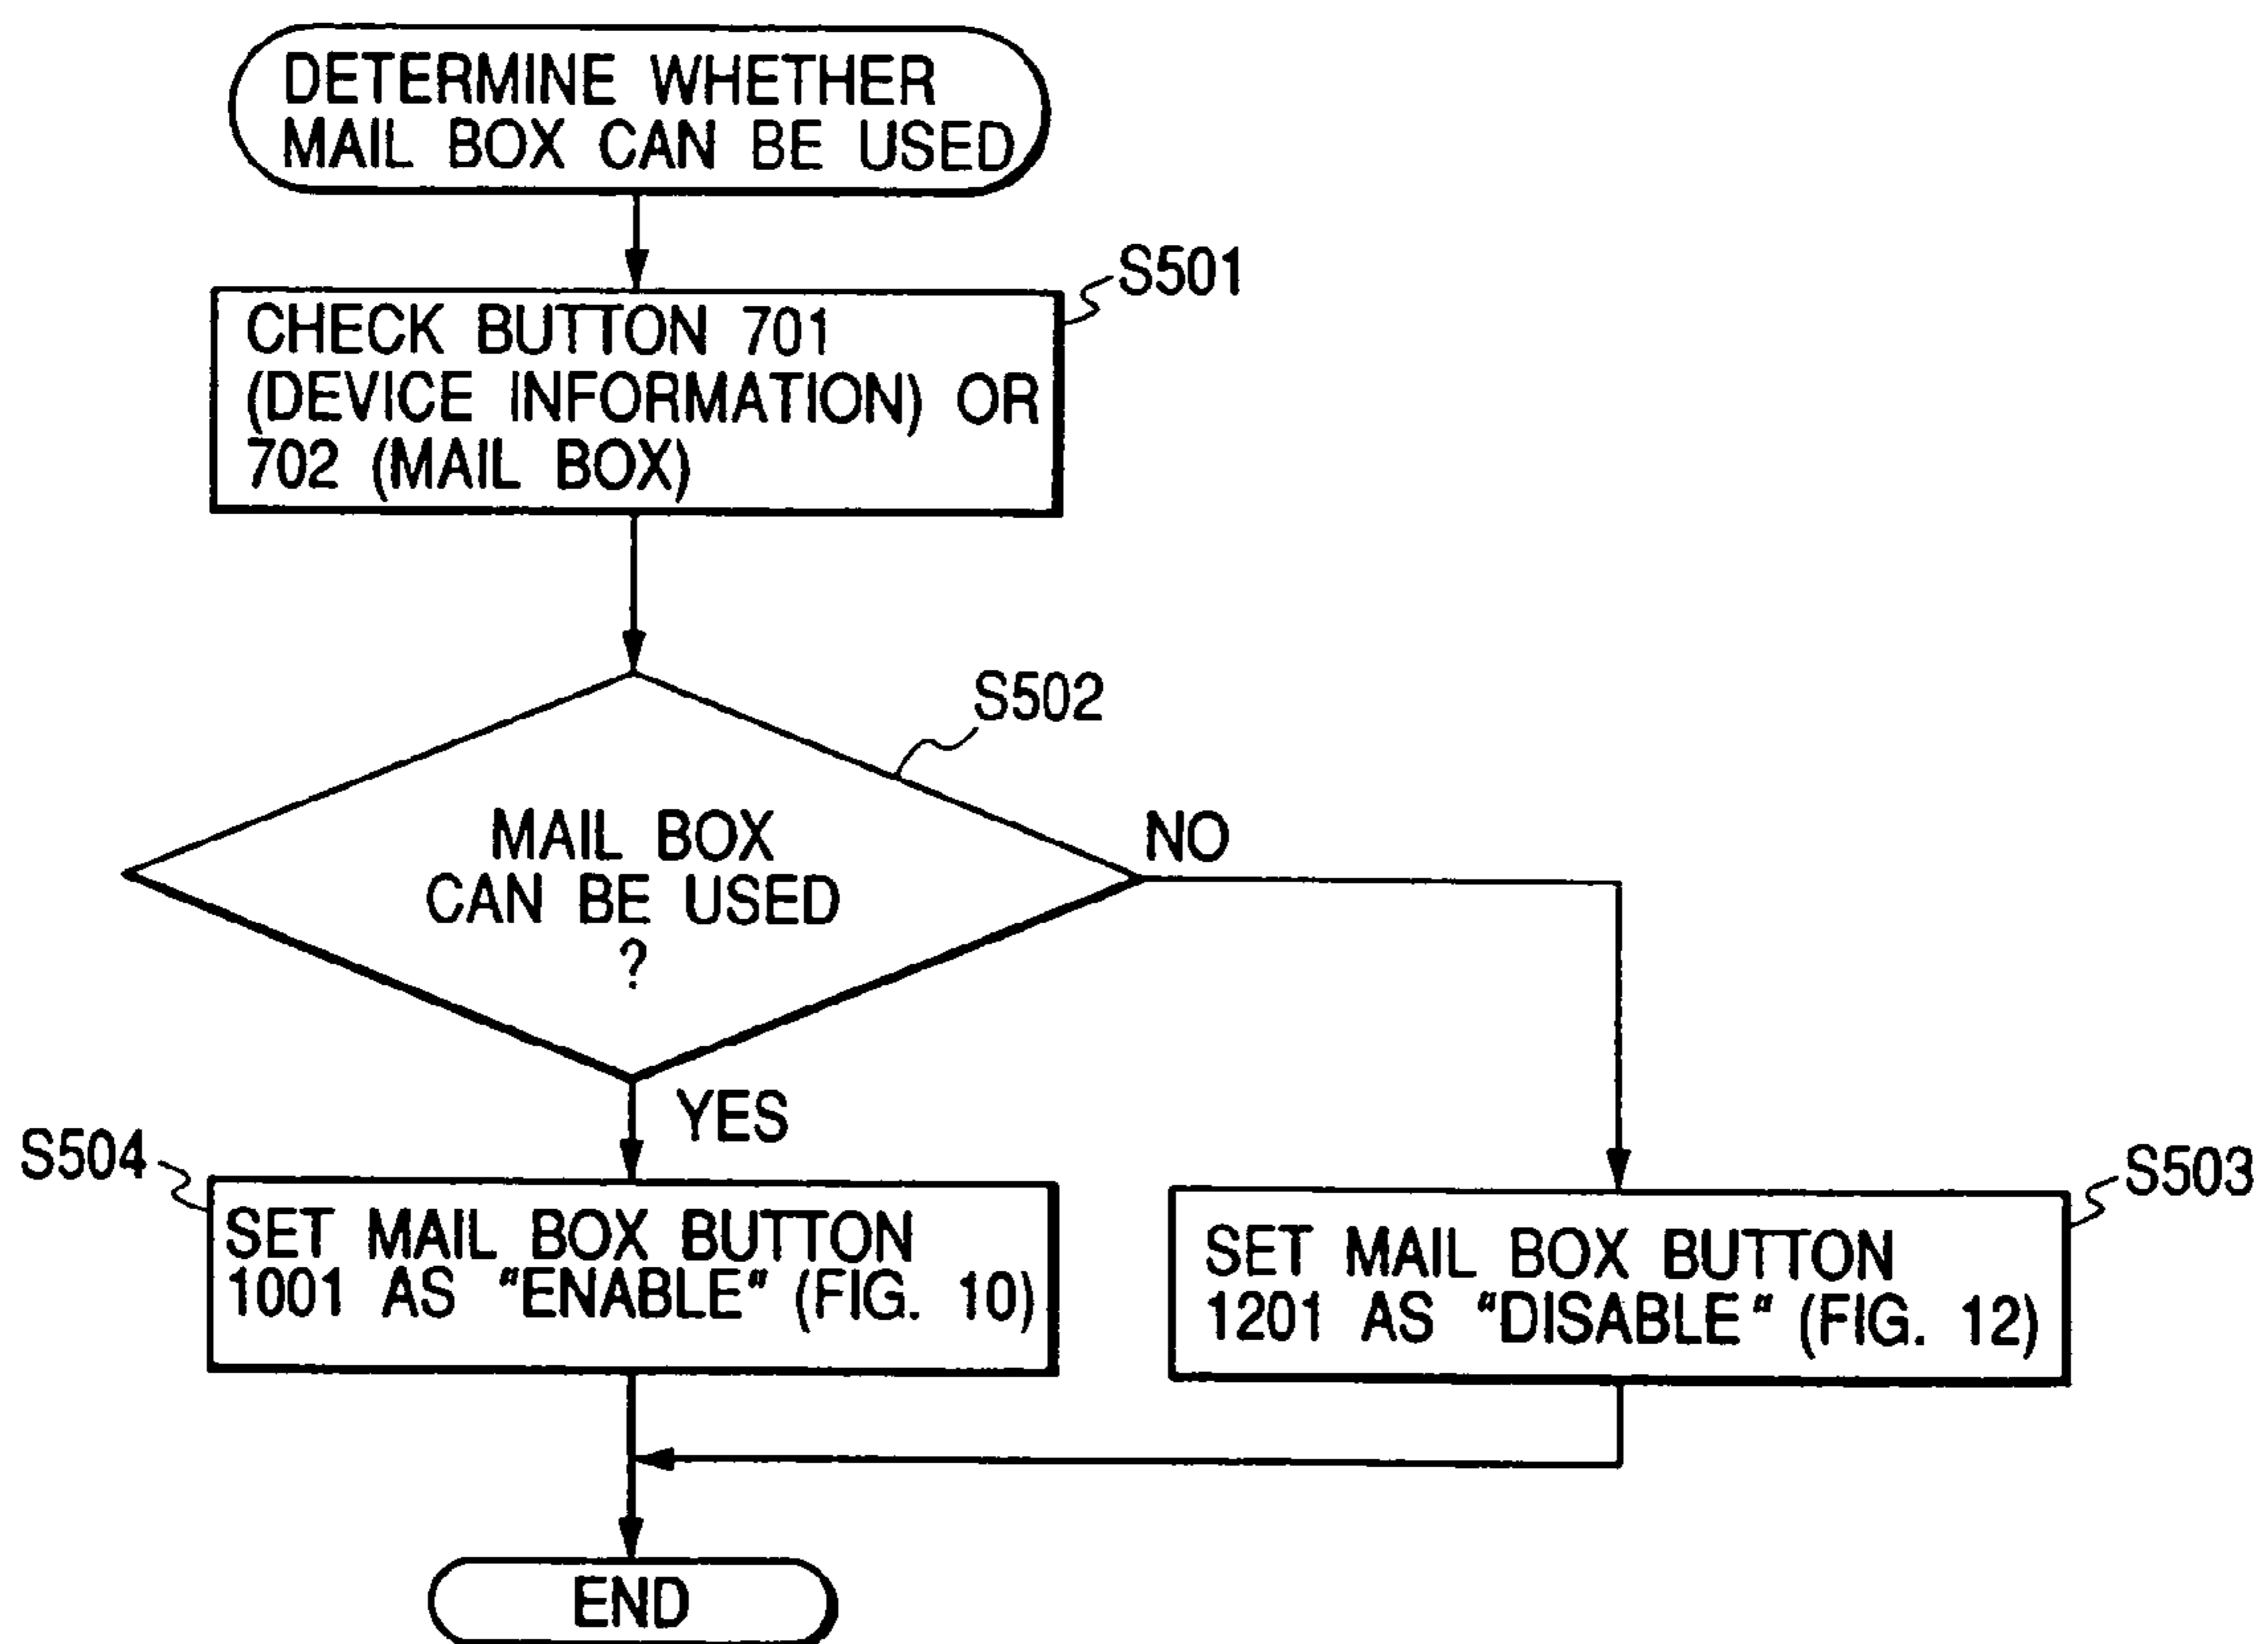 DETERMINE WHETHER
MAIL BOX CAN BE USED
S501
CHECK BUTTON 701
(DEVICE INFORMATION) OR
702 (MAIL BOX)
S502
MAIL BOX
CAN BE USED
?
NO
YES
S504
SET MAIL BOX BUTTON
1001 AS "ENABLE" (FIG. 10)
S503
SET MAIL BOX BUTTON
1201 AS "DISABLE" (FIG. 12)
END